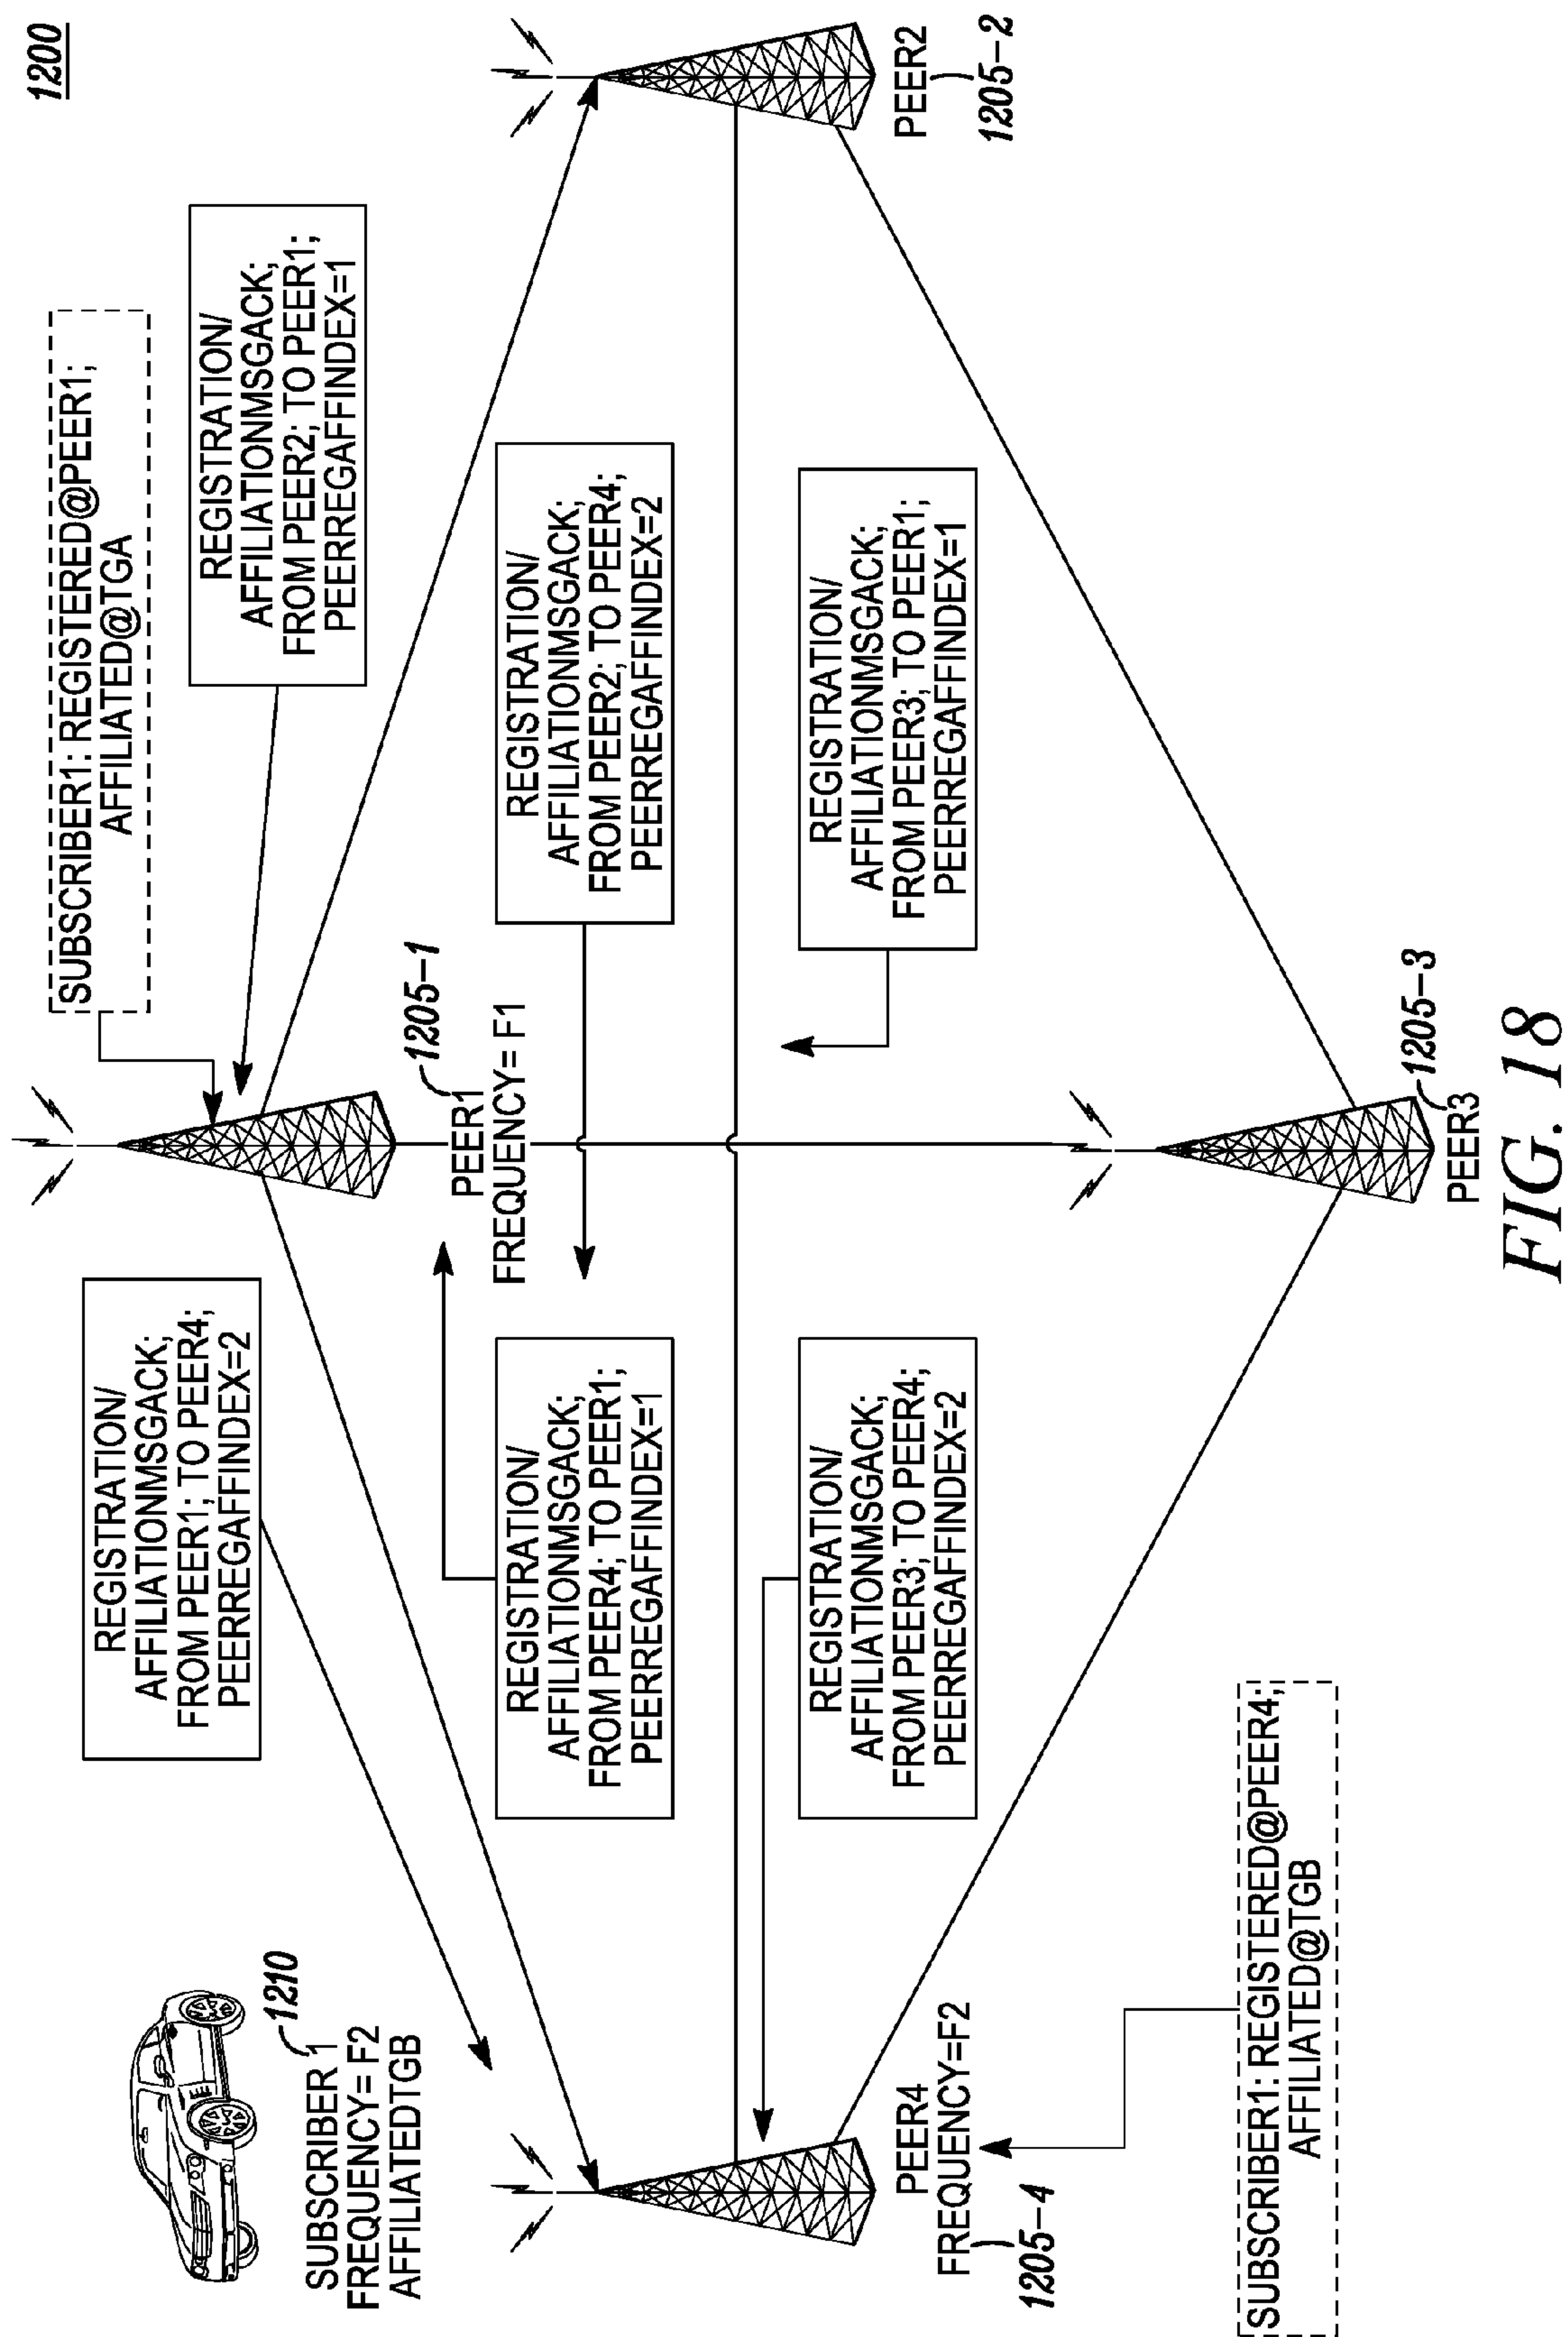 1200
SUBSCRIBER1: REGISTERED@PEER1;
AFFILIATED@TGA
REGISTRATION/
AFFILIATIONMSGACK;
FROM PEER1; TO PEER4;
PEERREGAFFINDEX=2
REGISTRATION/
AFFILIATIONMSGACK;
FROM PEER2; TO PEER1;
PEERREGAFFINDEX=1
1210
SUBSCRIBER 1
FREQUENCY= F2
AFFILIATEDTGB
1205-1
PEER1
FREQUENCY= F1
REGISTRATION/
AFFILIATIONMSGACK;
FROM PEER4; TO PEER1;
PEERREGAFFINDEX=1
REGISTRATION/
AFFILIATIONMSGACK;
FROM PEER2; TO PEER4;
PEERREGAFFINDEX=2
REGISTRATION/
AFFILIATIONMSGACK;
FROM PEER3; TO PEER4;
PEERREGAFFINDEX=2
REGISTRATION/
AFFILIATIONMSGACK;
FROM PEER3; TO PEER1;
PEERREGAFFINDEX=1
PEER4
FREQUENCY=F2
1205-4
PEER2
1205-2
SUBSCRIBER1: REGISTERED@PEER4;
AFFILIATED@TGB
1205-3
PEER3
FIG. 18